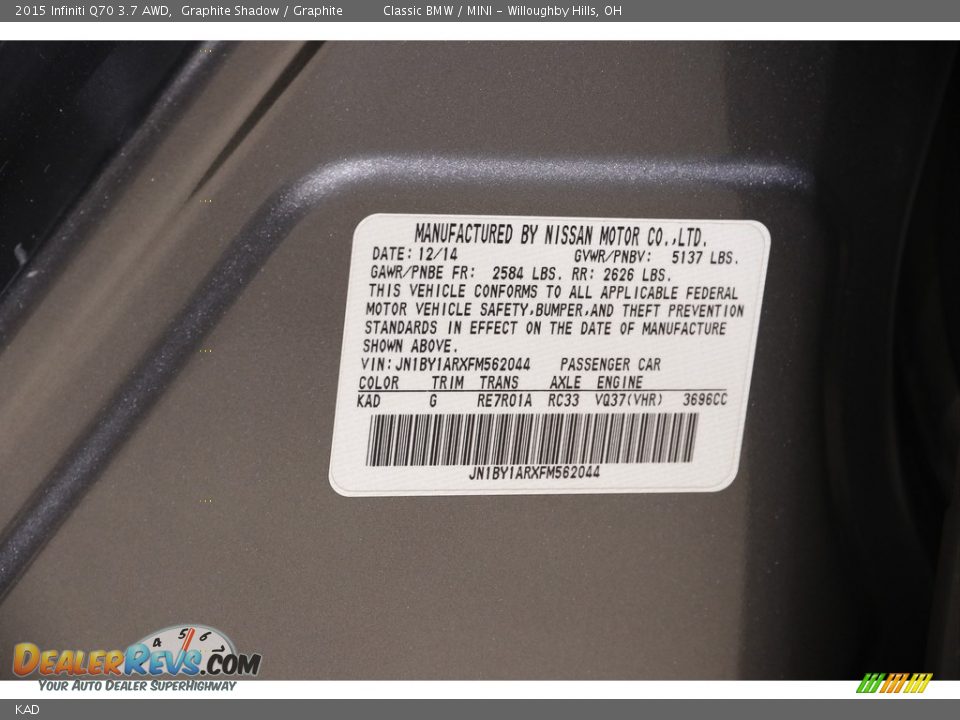 2015 Infiniti Q70 3.7 AWD,  Graphite Shadow / Graphite    Classic BMW / MINI - Willoughby Hills, OH
MANUFACTURED BY NISSAN MOTOR CO.,LTD.
DATE: 12/14    GVWR/PNBV: 5137 LBS.
GAWR/PNBE FR: 2584 LBS. RR: 2626 LBS.
THIS VEHICLE CONFORMS TO ALL APPLICABLE FEDERAL
MOTOR VEHICLE SAFETY,BUMPER,AND THEFT PREVENTION
STANDARDS IN EFFECT ON THE DATE OF MANUFACTURE
SHOWN ABOVE.
VIN: JN1BY1ARXFM562044    PASSENGER CAR
COLOR    TRIM    TRANS    AXLE    ENGINE
KAD    G    RE7R01A    RC33    VQ37(VHR)    3696CC
JN1BY1ARXFM562044
4 5 6 7
DEALERREVS.COM
YOUR AUTO DEALER SUPERHIGHWAY
KAD